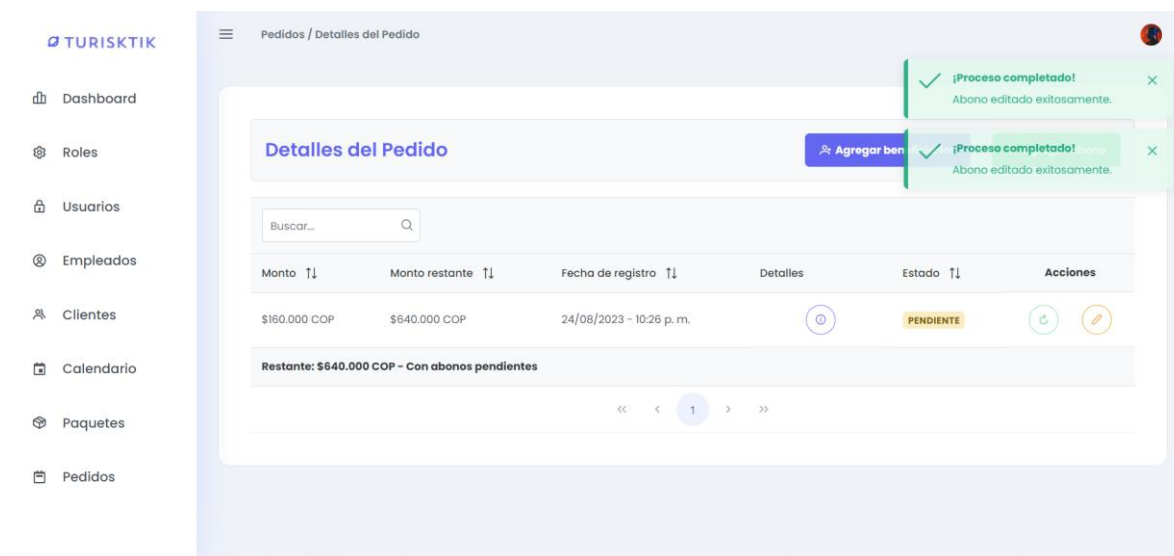 TURISKTIK
Dashboard
Roles
Usuarios
Empleados
Clientes
Calendario
Paquetes
Pedidos
Pedidos / Detalles del Pedido
¡Proceso completado!
Abono editado exitosamente.
Detalles del Pedido
Agregar ben
¡Proceso completado!
Abono editado exitosamente.
Buscar...
Monto Monto restante Fecha de registro Detalles Estado Acciones
$160.000 COP $640.000 COP 24/08/2023 - 10:26 p. m. PENDIENTE
Restante: $640.000 COP - Con abonos pendientes
<< < 1 > >>